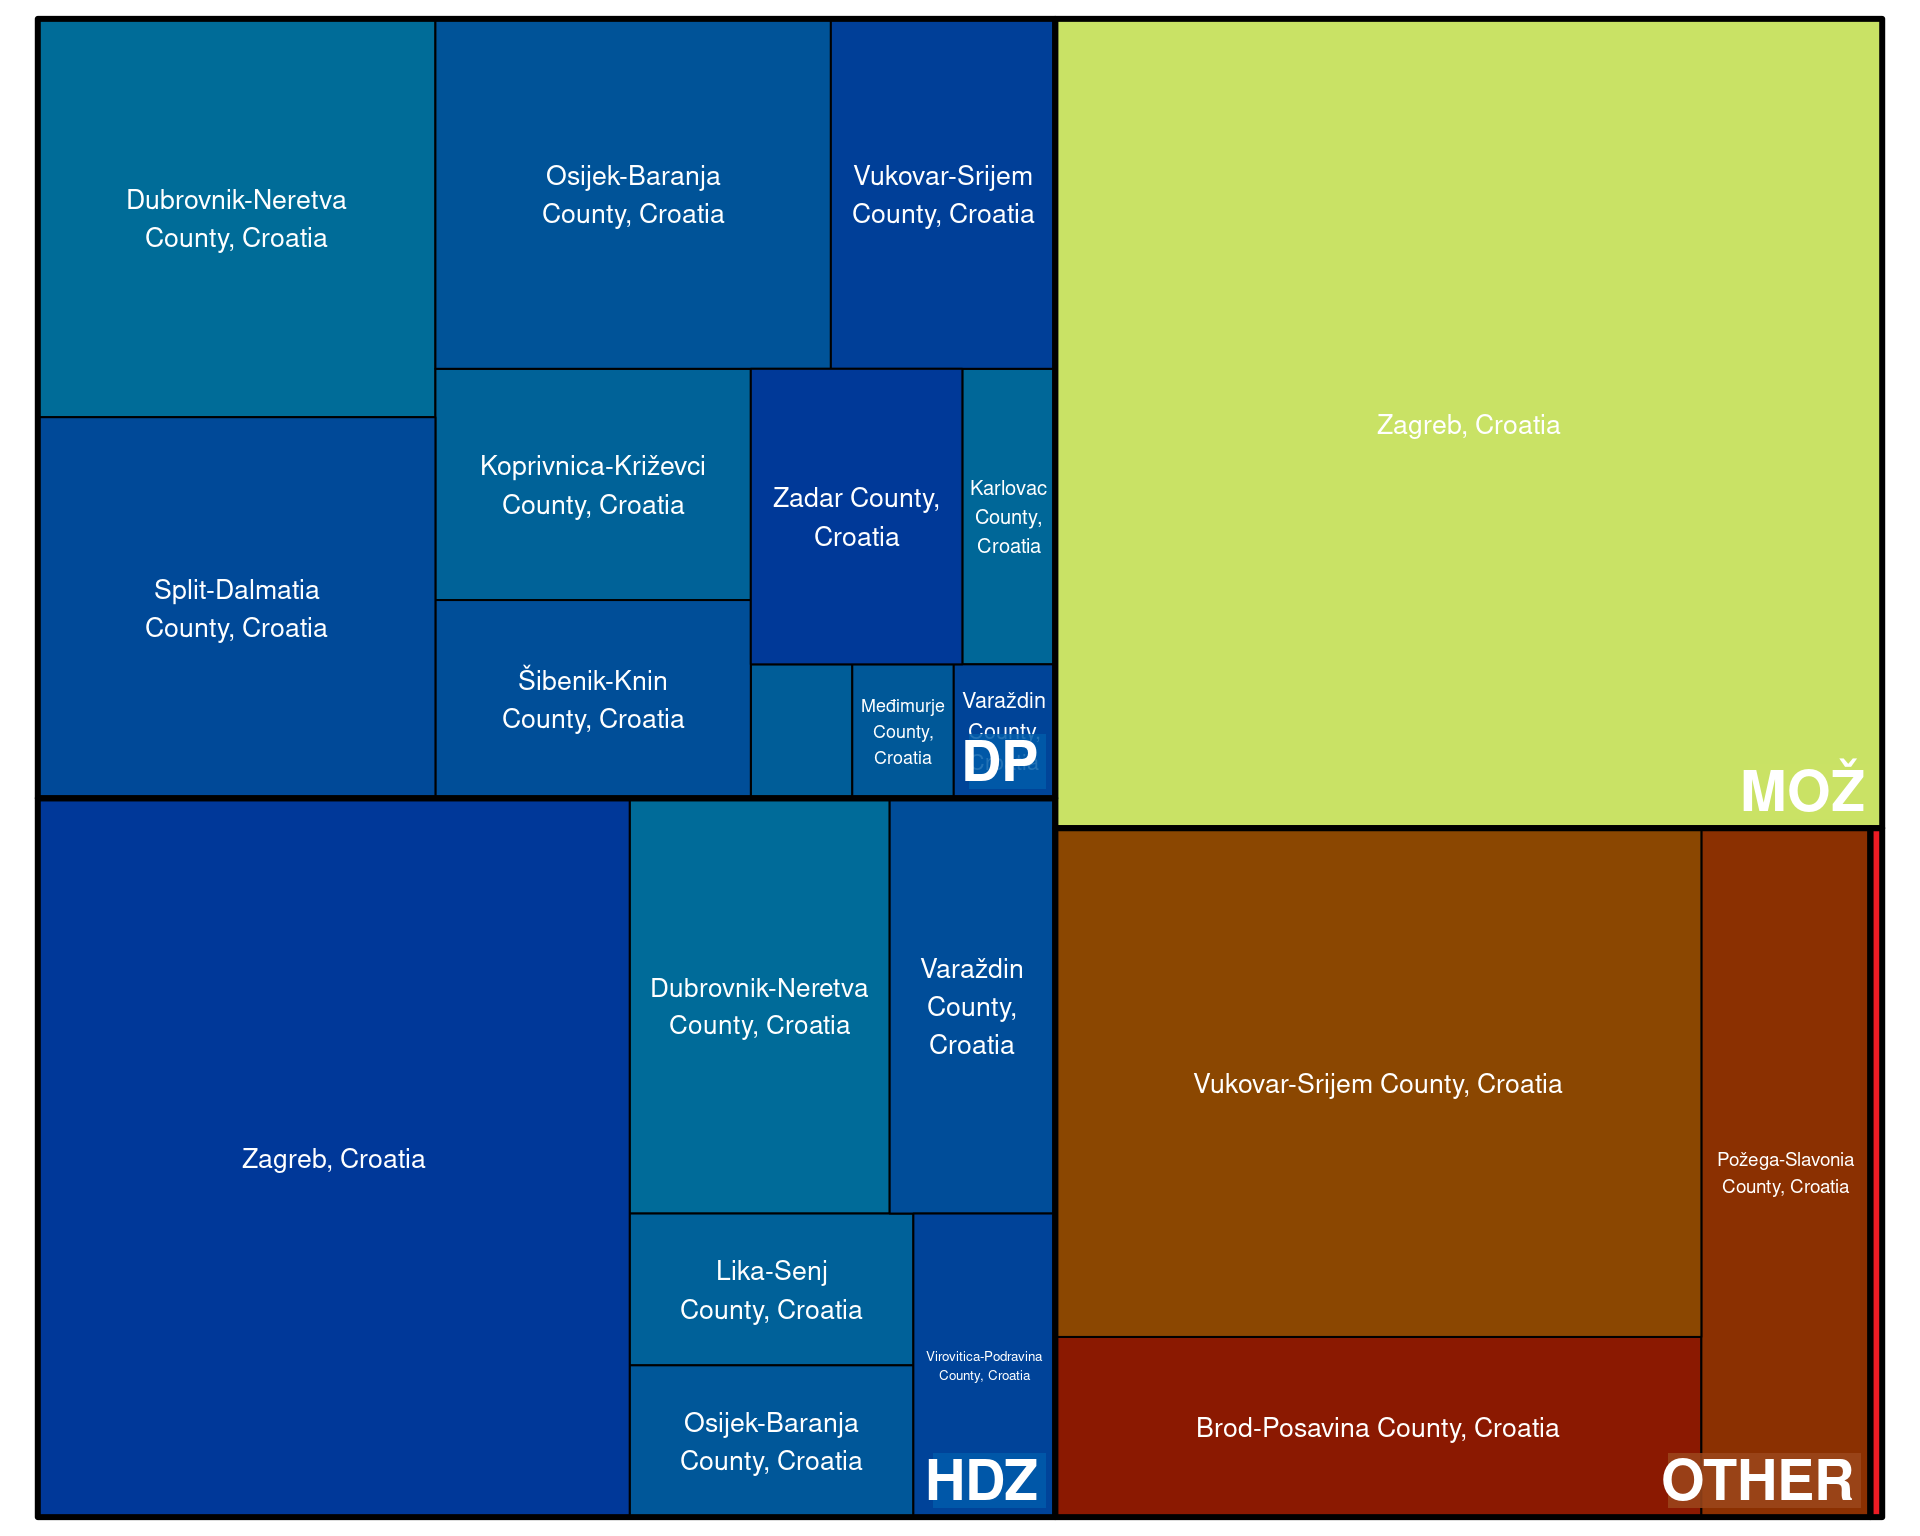 Dubrovnik-Neretva
County, Croatia
Osijek-Baranja
County, Croatia
Vukovar-Srijem
County, Croatia
Split-Dalmatia
County, Croatia
Koprivnica-Križevci
County, Croatia
Zadar County,
Croatia
Karlovac
County,
Croatia
Šibenik-Knin
County, Croatia
Međimurje
County,
Croatia
Varaždin
County,
Croatia
DP
Zagreb, Croatia
MOŽ
Zagreb, Croatia
Dubrovnik-Neretva
County, Croatia
Varaždin
County,
Croatia
Lika-Senj
County, Croatia
Osijek-Baranja
County, Croatia
Virovitica-Podravina
County, Croatia
HDZ
Vukovar-Srijem County, Croatia
Požega-Slavonia
County, Croatia
Brod-Posavina County, Croatia
OTHER